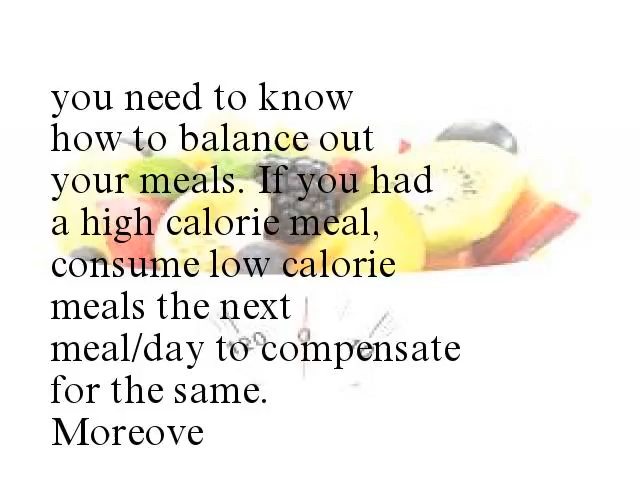 you need to know
how to balance out
your meals. If you had
a high calorie meal,
consume low calorie
meals the next
meal/day to compensate
for the same.
Moreove